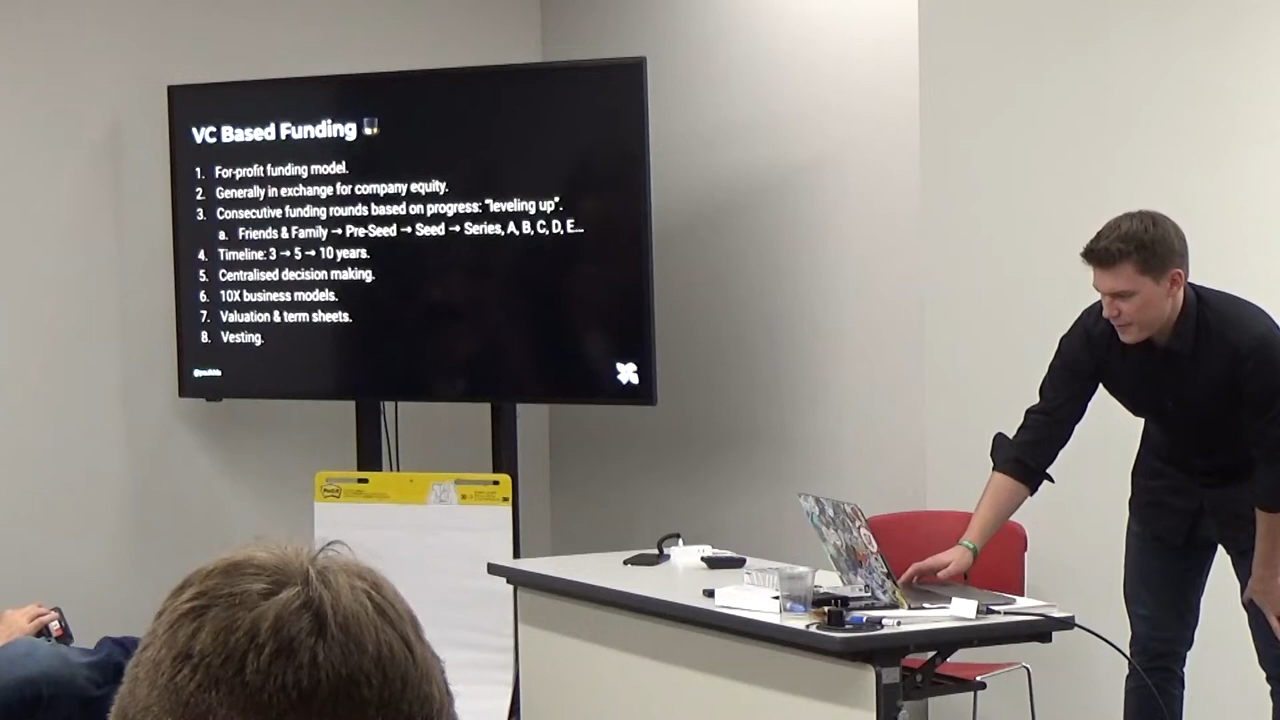 VC Based Funding
1. For-profit funding model.
2. Generally in exchange for company equity.
3. Consecutive funding rounds based on progress: "leveling up".
a. Friends & Family → Pre-Seed → Seed → Series, A, B, C, D, E...
4. Timeline: 3 → 5 → 10 years.
5. Centralised decision making.
6. 10X business models.
7. Valuation & term sheets.
8. Vesting.
Post-it